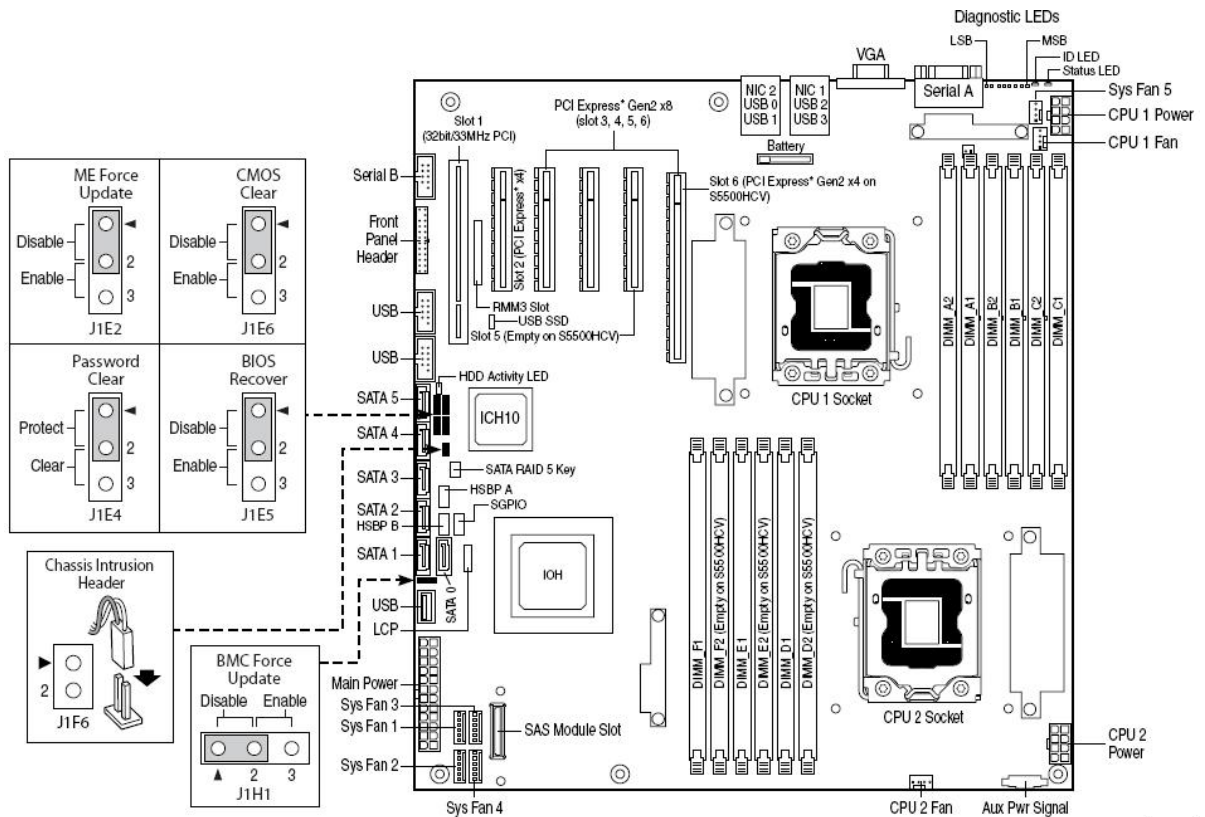 Diagnostic LEDs
LSB
MSB
ID LED
Status LED
VGA
Serial A
Sys Fan 5
CPU 1 Power
CPU 1 Fan
NIC 2
USB 0
USB 1
NIC 1
USB 2
USB 3
Battery
PCI Express* Gen2 x8
(slot 3, 4, 5, 6)
Slot 1
(32bit/33MHz PCI)
Slot 2 (PCI Express* x4)
Slot 6 (PCI Express* Gen2 x4 on
S5500HCV)
Serial B
Front
Panel
Header
RMM3 Slot
USB SSD
Slot 5 (Empty on S5500HCV)
USB
USB
HDD Activity LED
SATA 5
SATA 4
ICH10
SATA RAID 5 Key
SATA 3
HSBP A
SATA 2
SGPIO
HSBP B
SATA 1
SATA 0
IOH
USB
LCP
Main Power
Sys Fan 3
Sys Fan 1
SAS Module Slot
Sys Fan 2
Sys Fan 4
CPU 1 Socket
DIMM_A2
DIMM_A1
DIMM_B2
DIMM_B1
DIMM_C2
DIMM_C1
DIMM_F1
DIMM_F2 (Empty on S5500HCV)
DIMM_E1
DIMM_E2 (Empty on S5500HCV)
DIMM_D1
DIMM_D2 (Empty on S5500HCV)
CPU 2 Socket
CPU 2
Power
CPU 2 Fan
Aux Pwr Signal
ME Force
Update
Disable
2
Enable
3
J1E2
CMOS
Clear
Disable
2
Enable
3
J1E6
Password
Clear
Protect
2
Clear
3
J1E4
BIOS
Recover
Disable
2
Enable
3
J1E5
Chassis Intrusion
Header
2
J1F6
BMC Force
Update
Disable Enable
2 3
J1H1